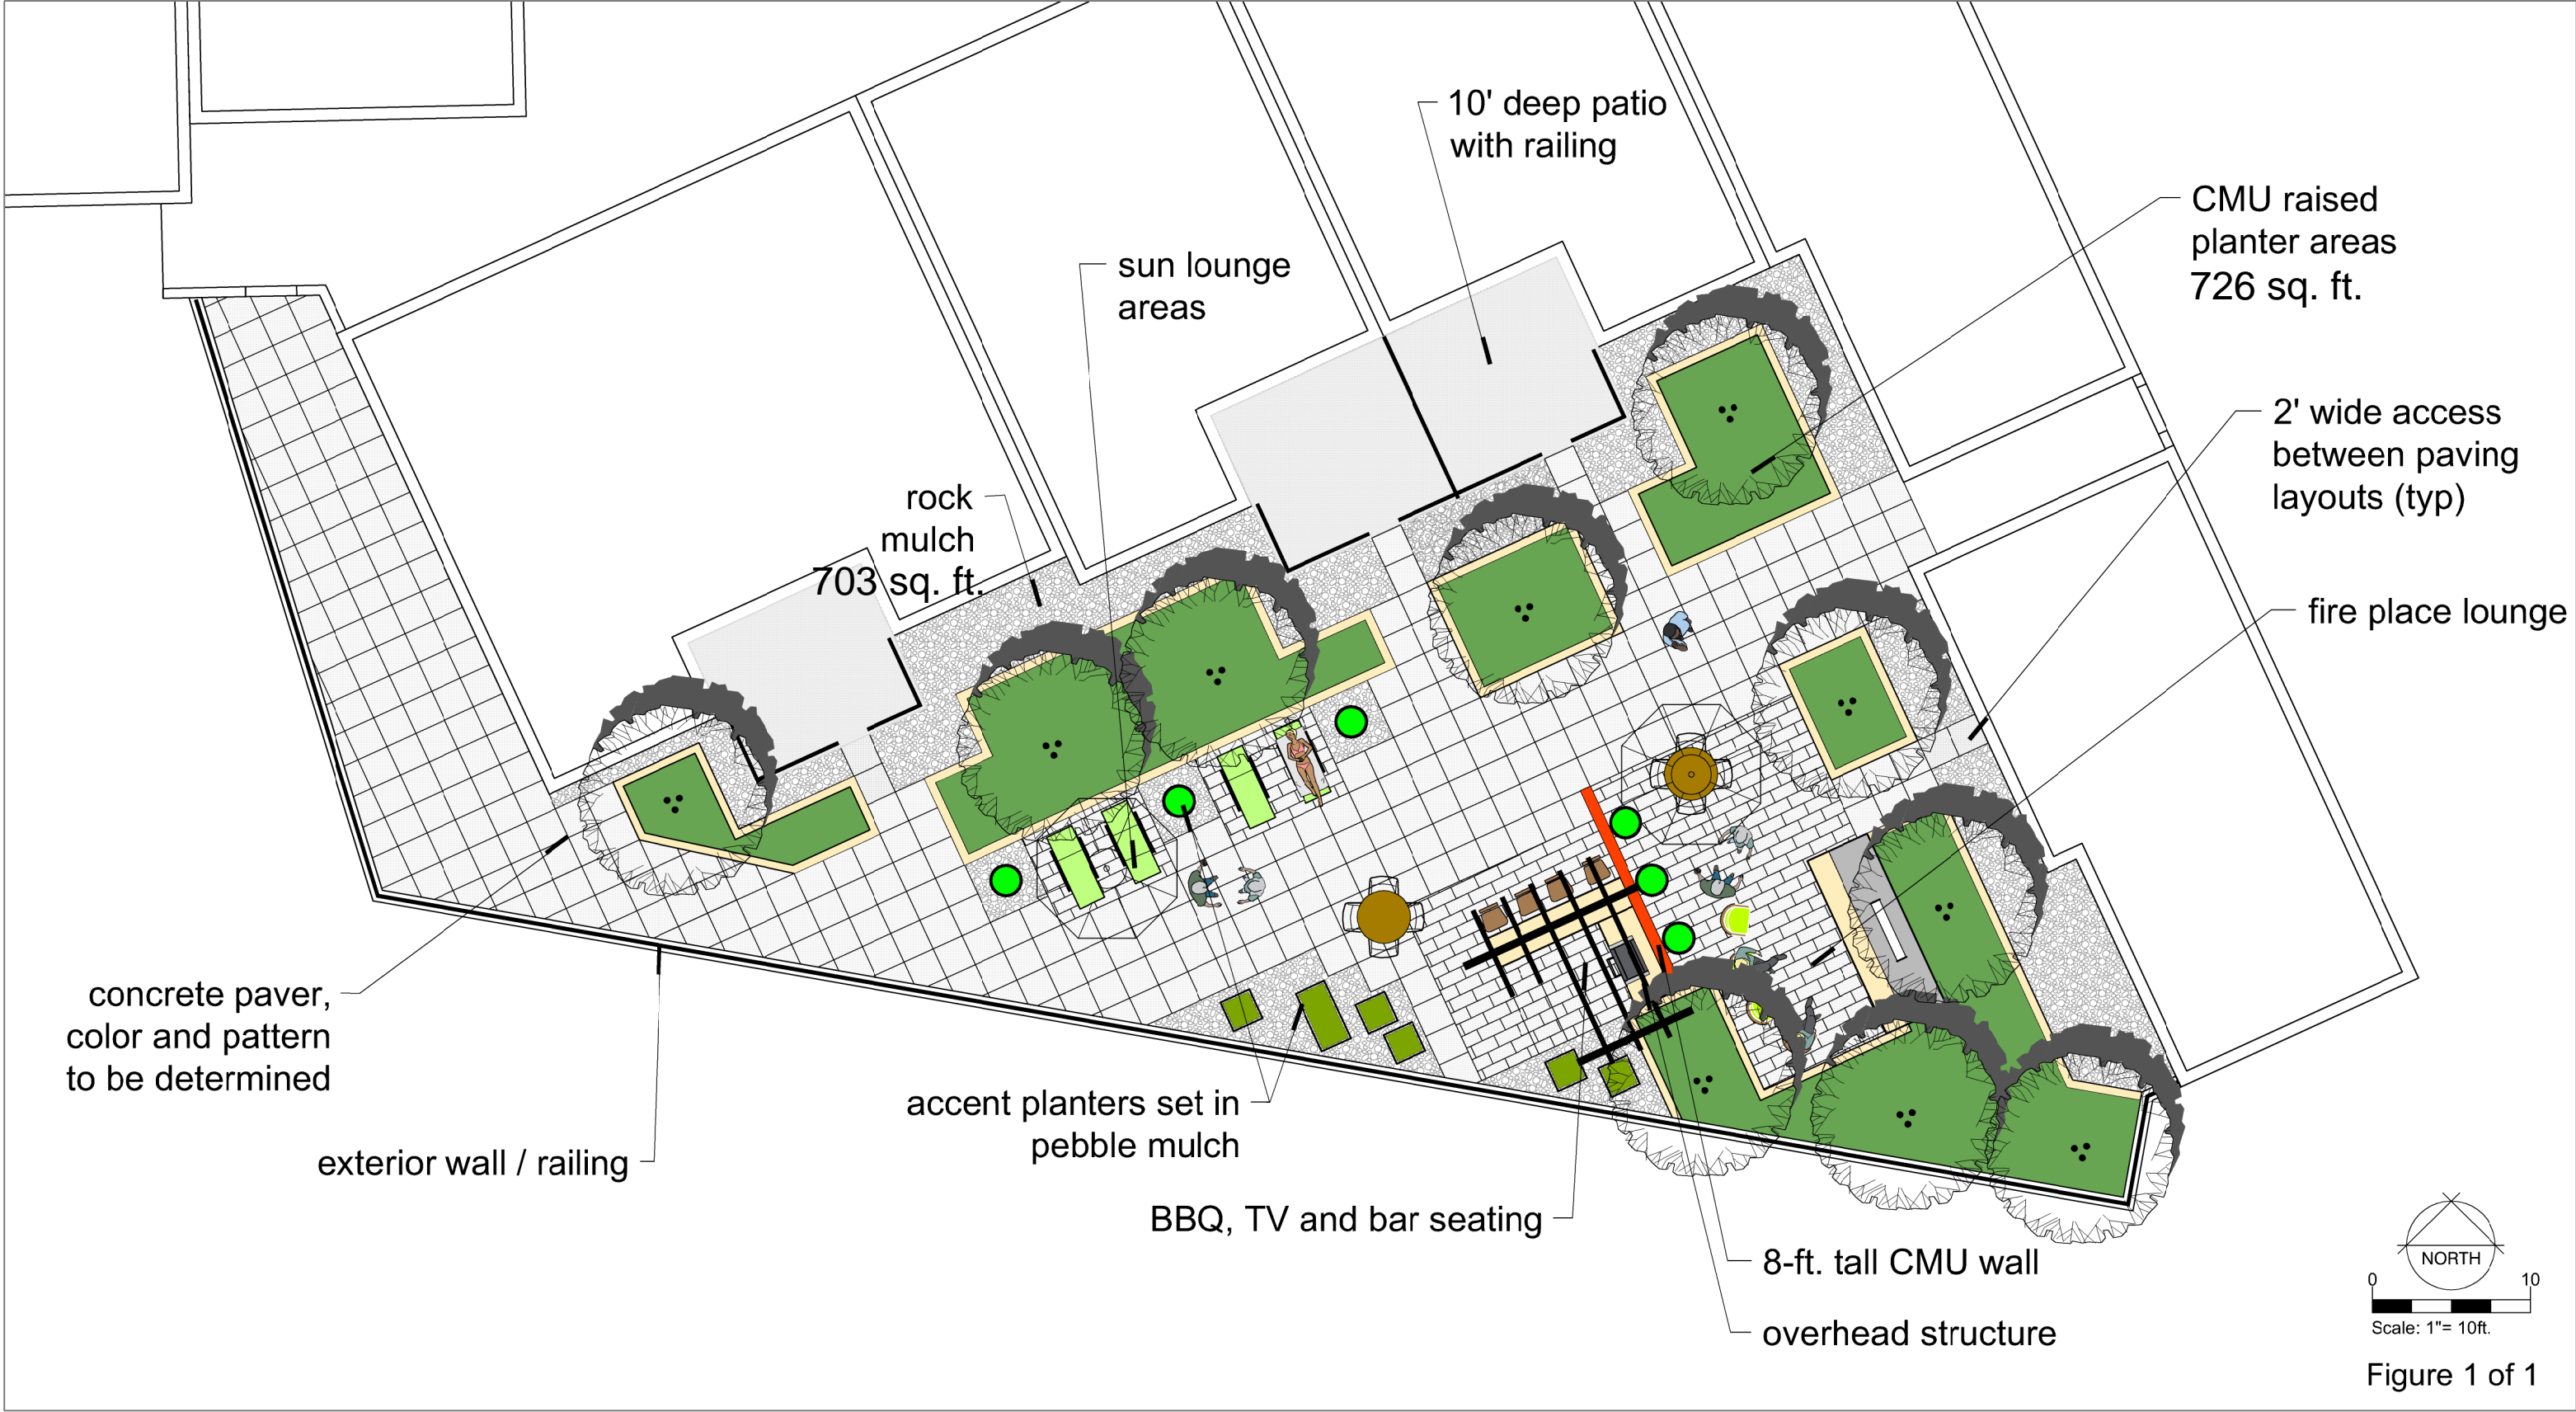 10' deep patio
with railing
CMU raised
planter areas
726 sq. ft.
sun lounge
areas
2' wide access
between paving
layouts (typ)
rock
mulch
703 sq. ft.
fire place lounge
concrete paver,
color and pattern
to be determined
accent planters set in
pebble mulch
exterior wall / railing
BBQ, TV and bar seating
8-ft. tall CMU wall
overhead structure
NORTH
0 10
Scale: 1"= 10ft.
Figure 1 of 1